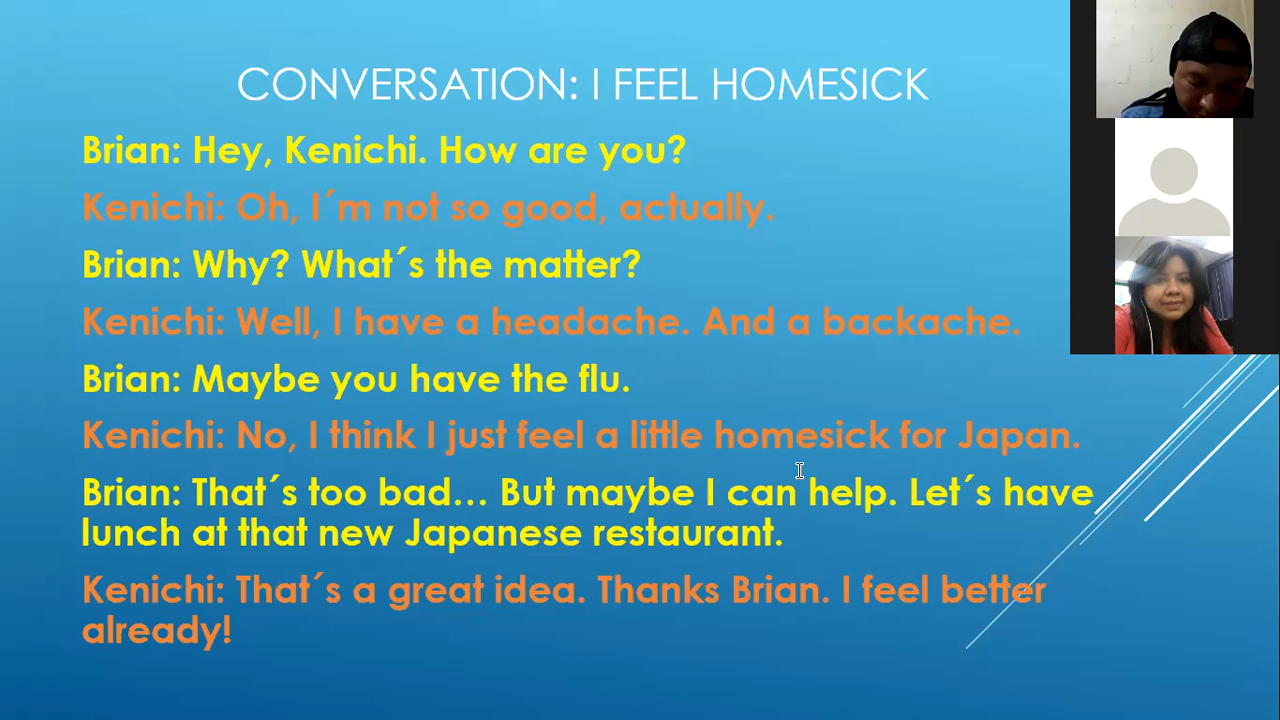 CONVERSATION: I FEEL HOMESICK
Brian: Hey, Kenichi. How are you?
Kenichi: Oh, I´m not so good, actually.
Brian: Why? What´s the matter?
Kenichi: Well, I have a headache. And a backache.
Brian: Maybe you have the flu.
Kenichi: No, I think I just feel a little homesick for Japan.
Brian: That´s too bad... But maybe I can help. Let´s have
lunch at that new Japanese restaurant.
Kenichi: That´s a great idea. Thanks Brian. I feel better
already!